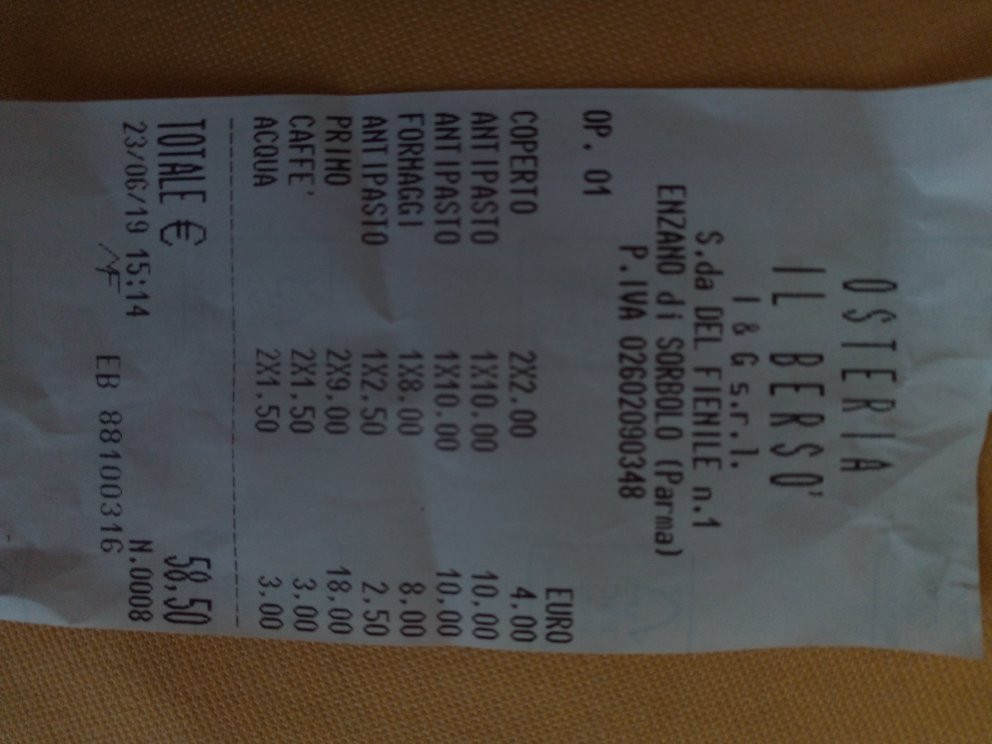 OSTERIA
IL BERSO'
I & G s.r.l.
S.da DEL FIENILE n.1
ENZANO di SORBOLO (Parma)
P.IVA 02602090348
OP. 01
EURO
COPERTO 2X2.00 4.00
ANTIPASTO 1X10.00 10.00
ANTIPASTO 1X10.00 10.00
FORMAGGI 1X8.00 8.00
ANTIPASTO 1X2.50 2.50
PRIMO 2X9.00 18.00
CAFFE' 2X1.50 3.00
ACQUA 2X1.50 3.00
TOTALE € 58,50
23/06/19 15:14 N.0008
MF EB 88100316